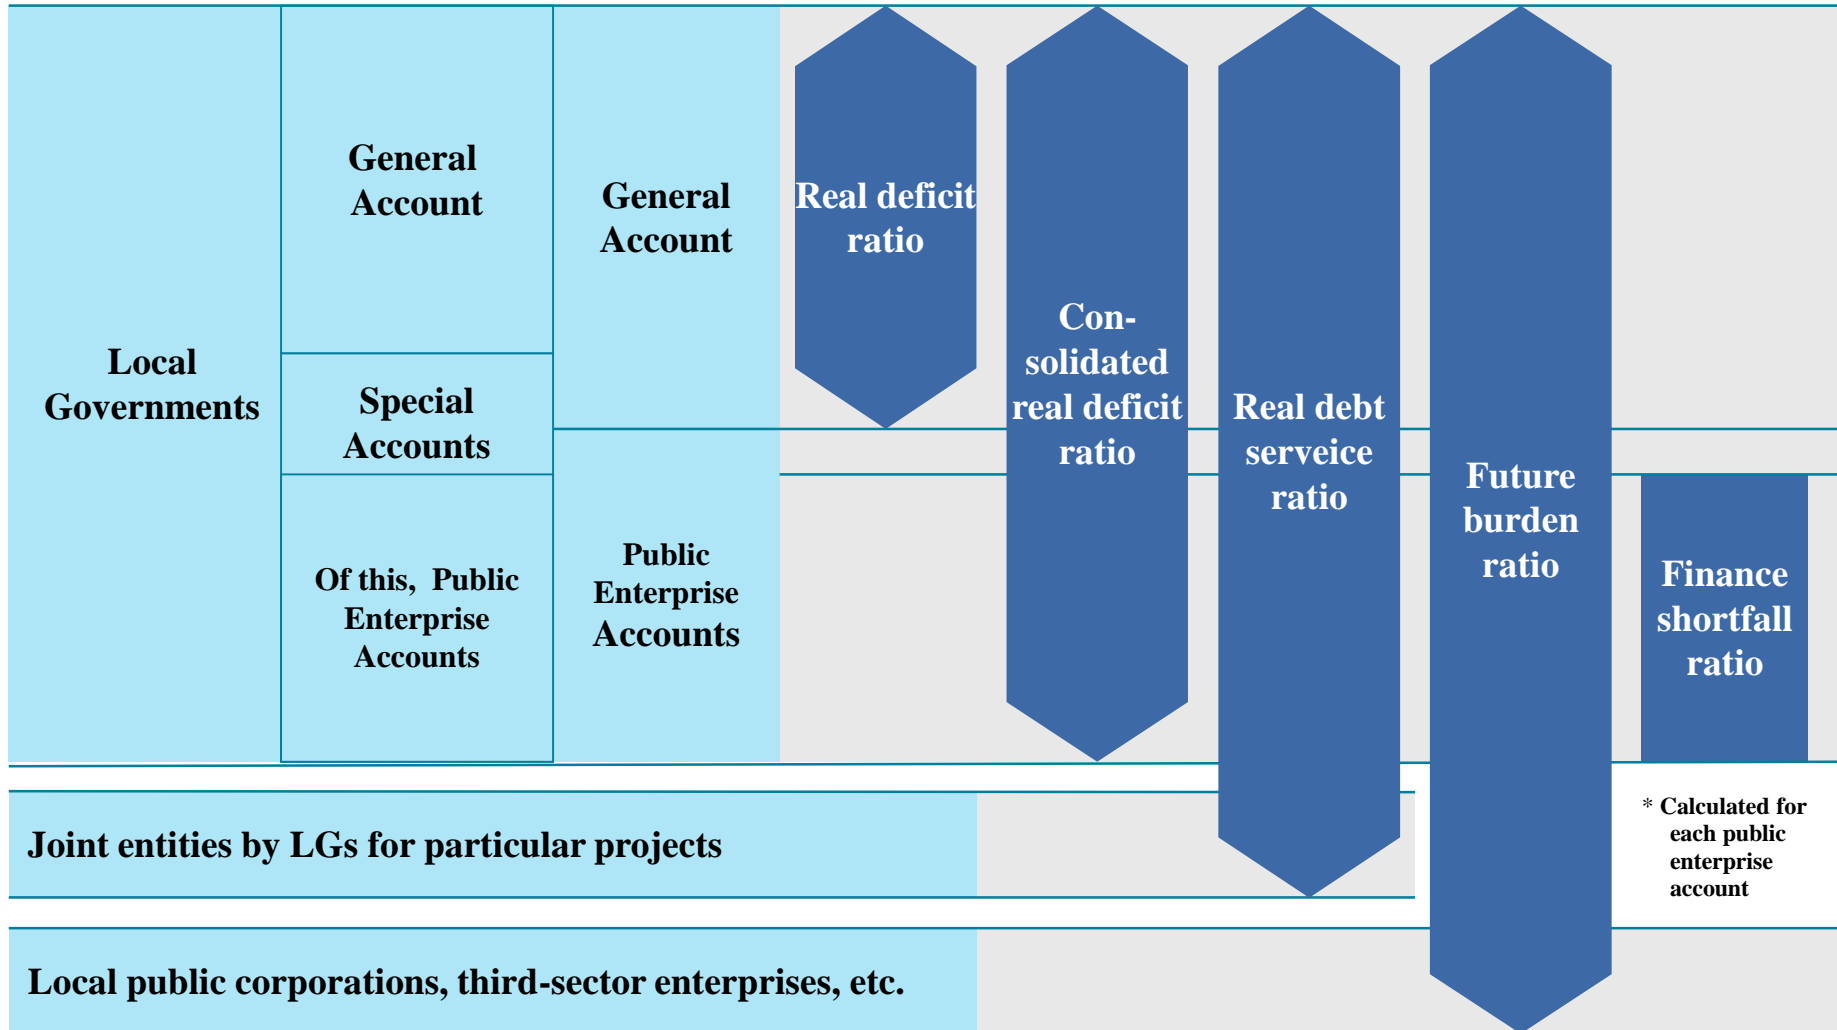 Local
Governments
General
Account
Special
Accounts
Of this, Public
Enterprise
Accounts
General
Account
Public
Enterprise
Accounts
Real deficit
ratio
Con-
solidated
real deficit
ratio
Real debt
serveice
ratio
Future
burden
ratio
Finance
shortfall
ratio
* Calculated for
each public
enterprise
account
Joint entities by LGs for particular projects
Local public corporations, third-sector enterprises, etc.